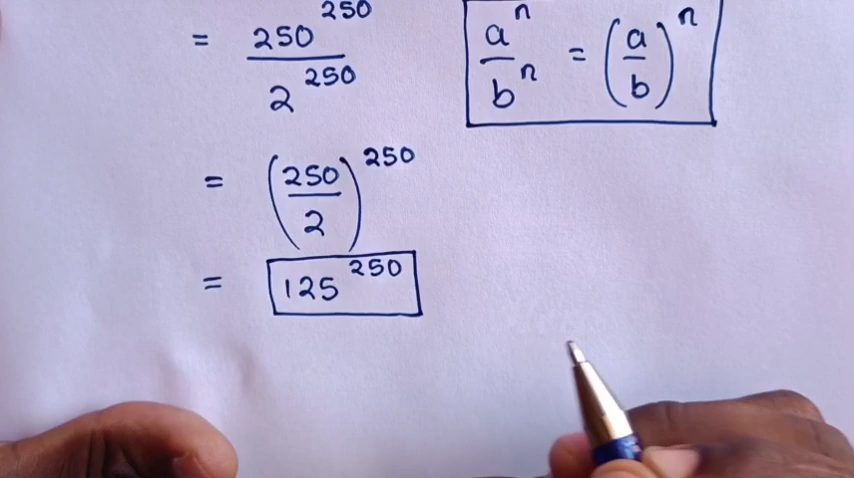 = 250^250 / 2^250
a^n / b^n = (a/b)^n
= (250/2)^250
= 125^250